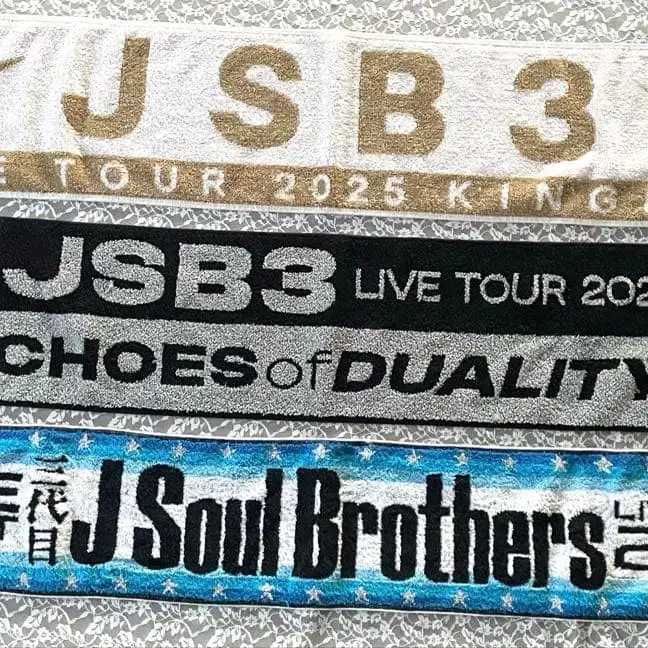 JSB3
TOUR 2025
JSB3 LIVE TOUR
CHOES of DUALITY
三代目 J Soul Brothers